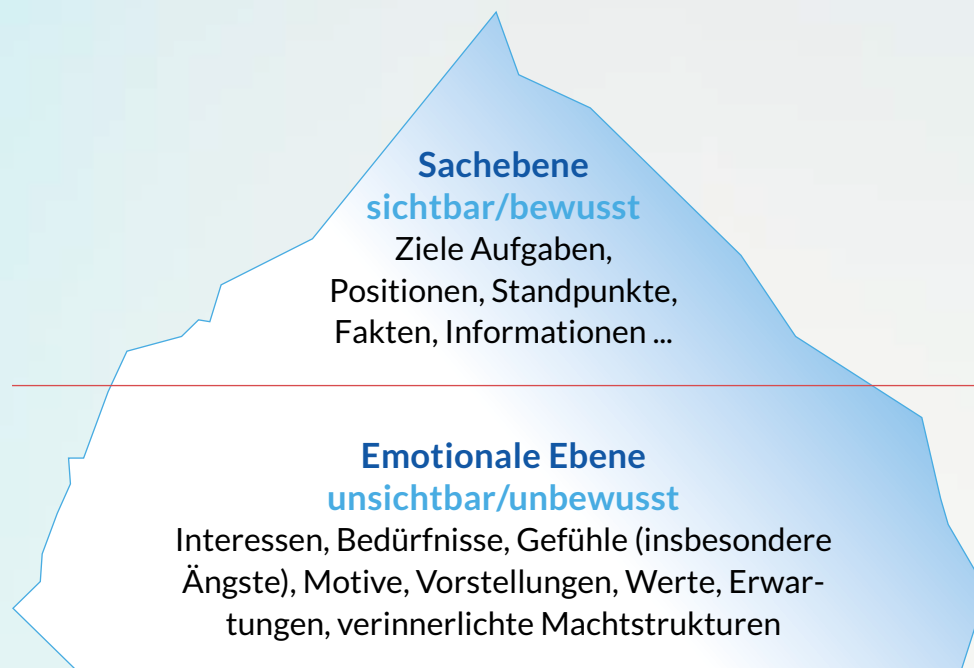 Sachebene
sichtbar/bewusst
Ziele Aufgaben,
Positionen, Standpunkte,
Fakten, Informationen ...
Emotionale Ebene
unsichtbar/unbewusst
Interessen, Bedürfnisse, Gefühle (insbesondere
Ängste), Motive, Vorstellungen, Werte, Erwar-
tungen, verinnerlichte Machtstrukturen